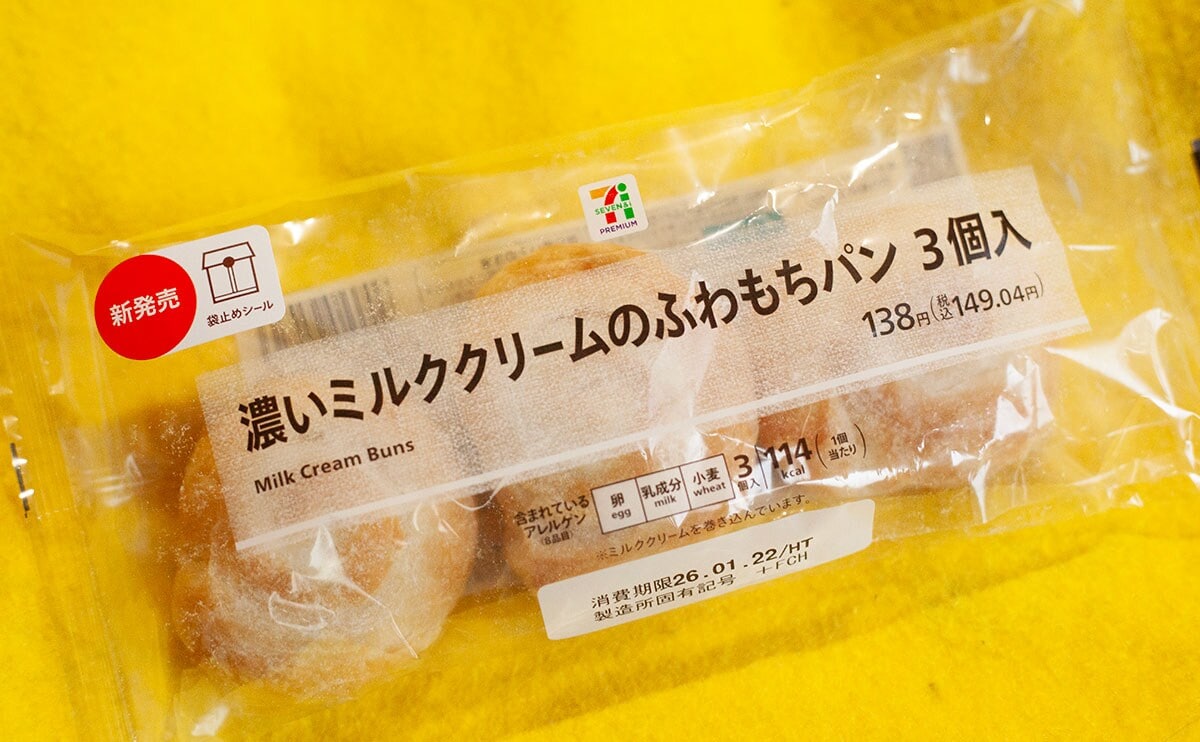 新発売
袋止めシール
SEVEN&i
PREMIUM
濃いミルククリームのふわもちパン 3個入
138円(税込149.04円)
Milk Cream Buns
含まれているアレルゲン(8品目)
卵 egg
乳成分 milk
小麦 wheat
3個入
114kcal(1個当たり)
※ミルククリームを巻き込んでいます。
消費期限26.01.22/HT
製造所固有記号 +FCH